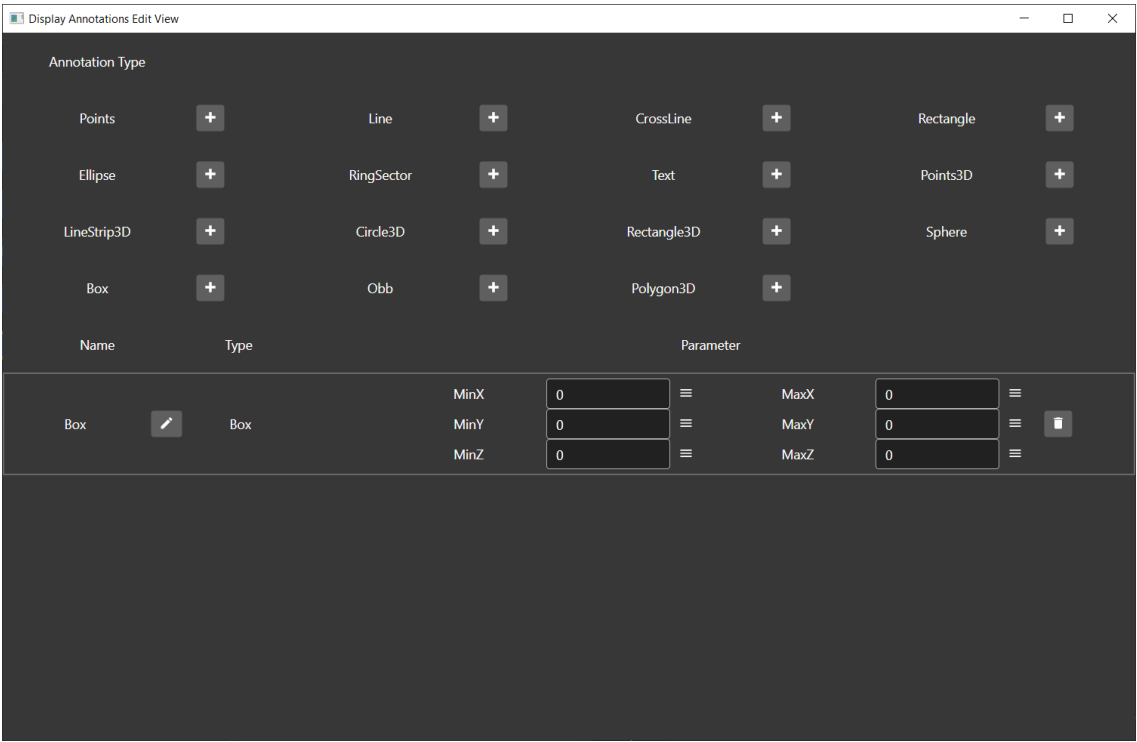 Display Annotations Edit View
Annotation Type
Points Line CrossLine Rectangle
Ellipse RingSector Text Points3D
LineStrip3D Circle3D Rectangle3D Sphere
Box Obb Polygon3D
Name Type Parameter
MinX 0 MaxX 0
Box Box MinY 0 MaxY 0
MinZ 0 MaxZ 0